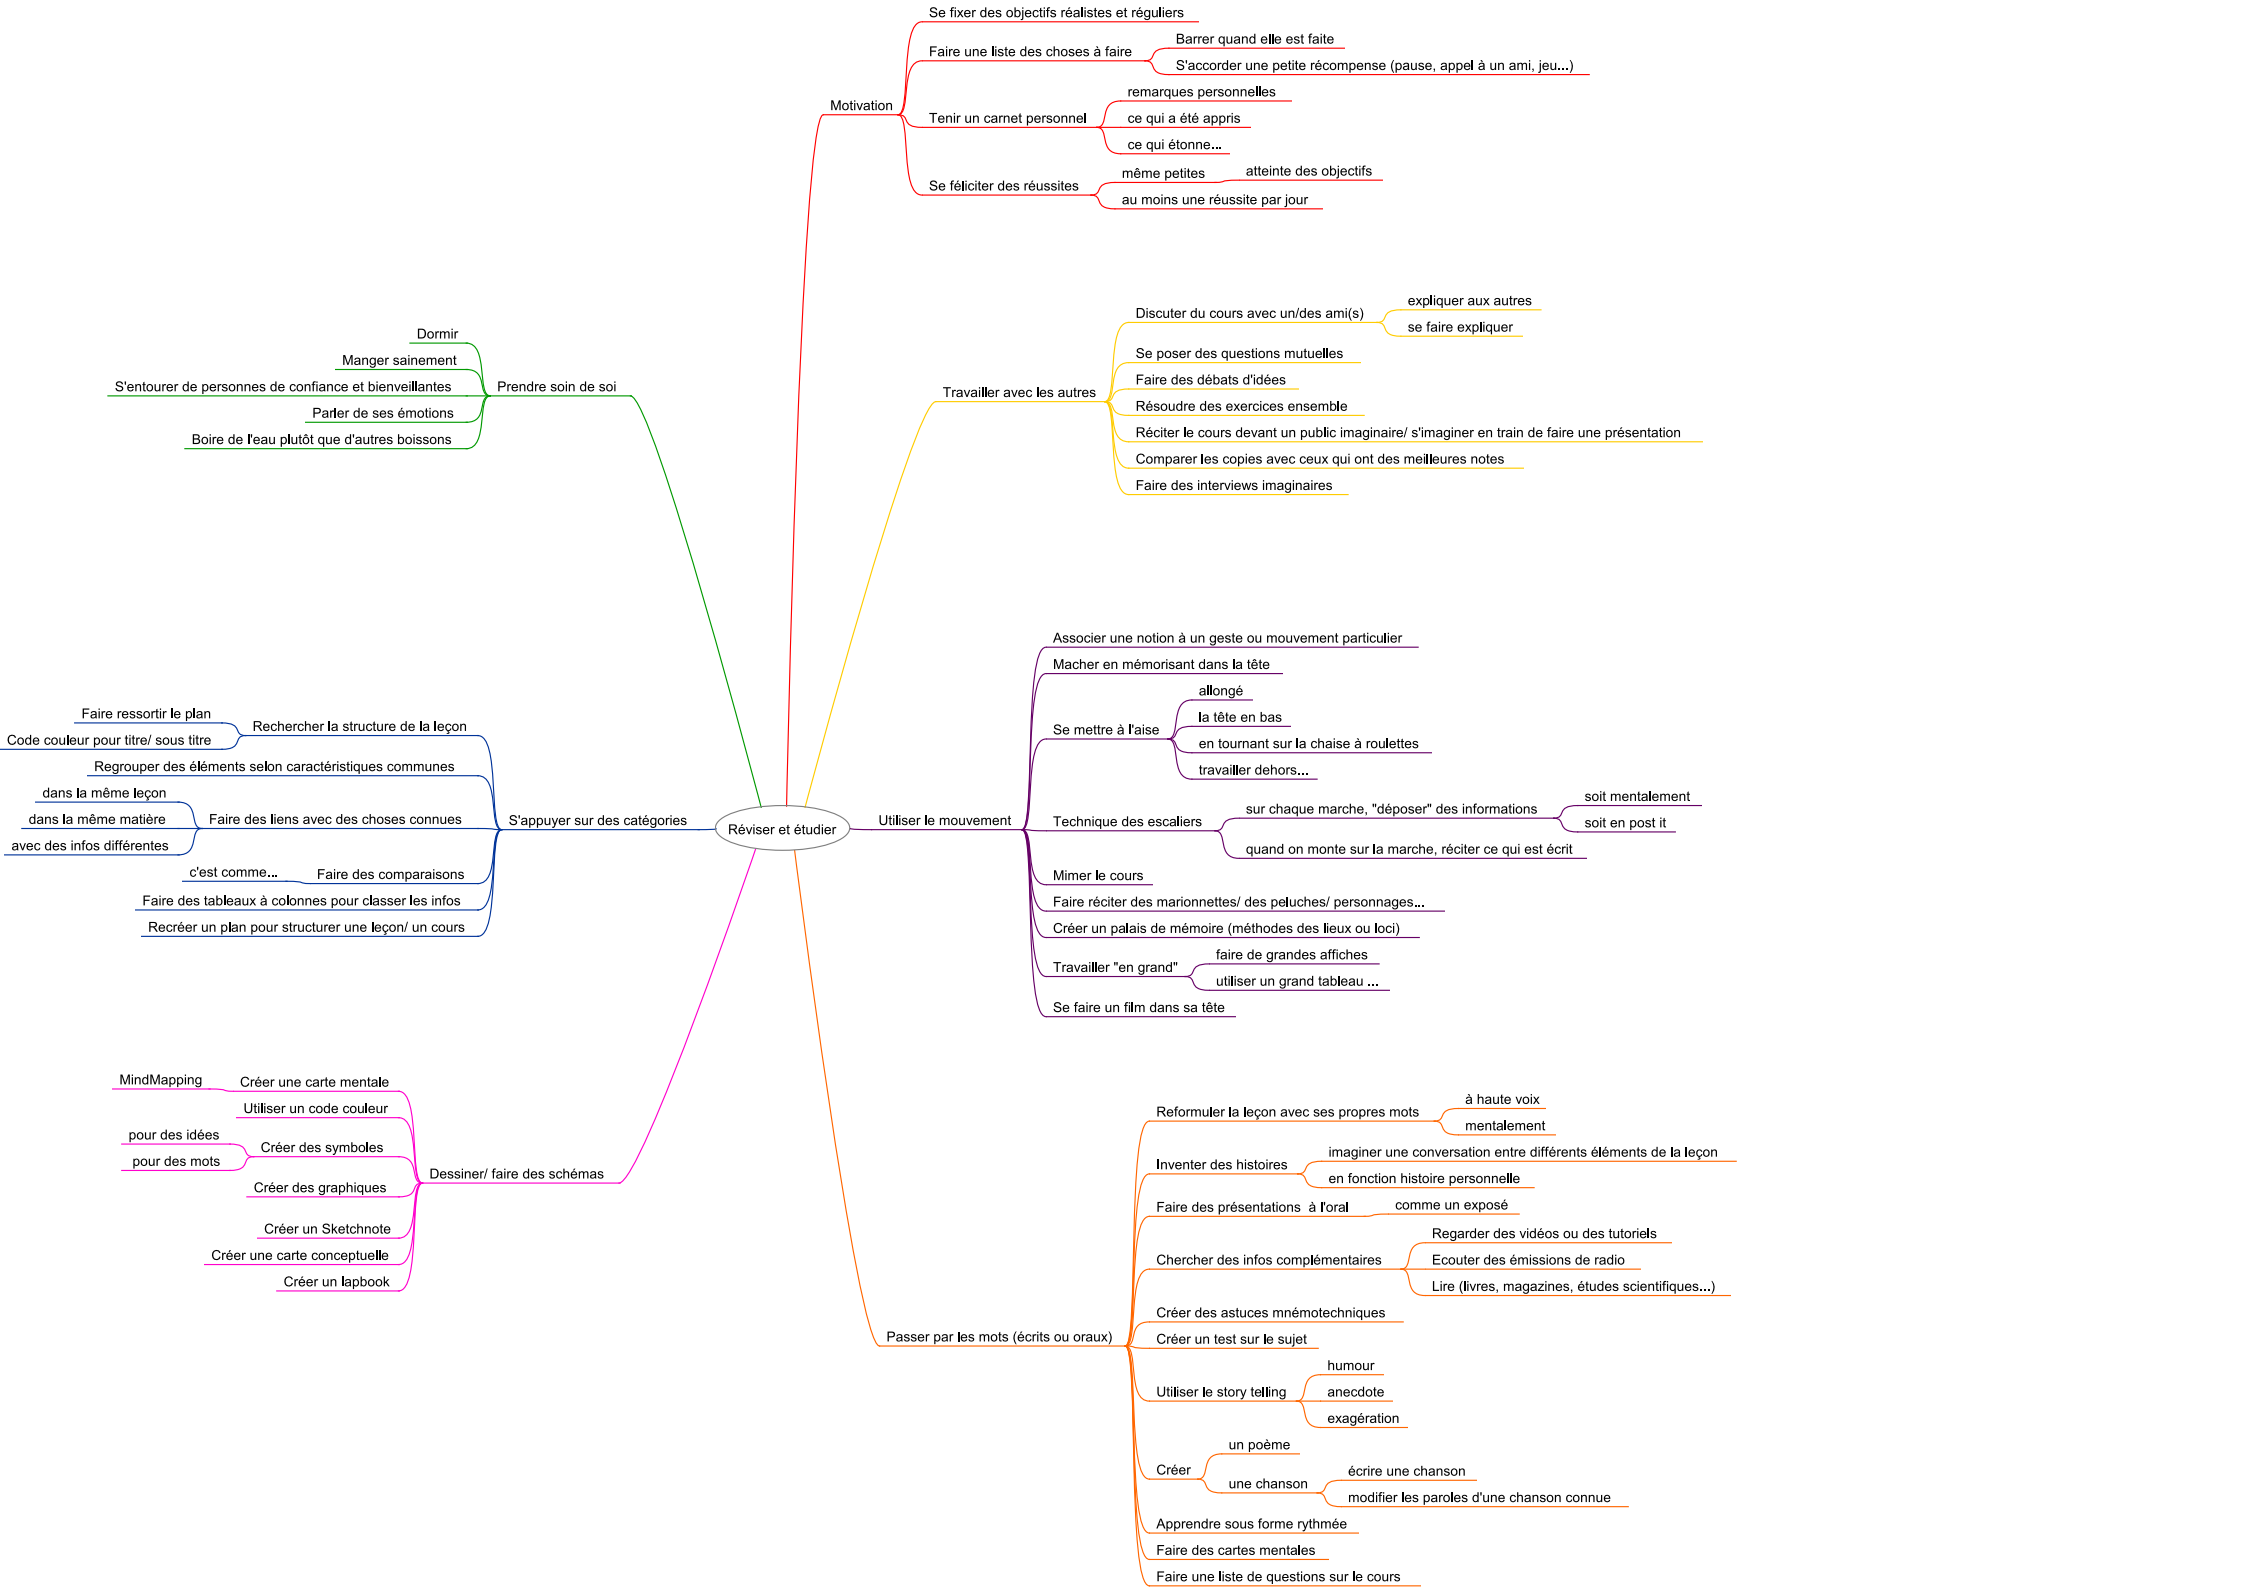 Réviser et étudier
Motivation
Se fixer des objectifs réalistes et réguliers
Faire une liste des choses à faire
Barrer quand elle est faite
S'accorder une petite récompense (pause, appel à un ami, jeu...)
Tenir un carnet personnel
remarques personnelles
ce qui a été appris
ce qui étonne...
Se féliciter des réussites
même petites
atteinte des objectifs
au moins une réussite par jour
Travailler avec les autres
Discuter du cours avec un/des ami(s)
expliquer aux autres
se faire expliquer
Se poser des questions mutuelles
Faire des débats d'idées
Résoudre des exercices ensemble
Réciter le cours devant un public imaginaire/ s'imaginer en train de faire une présentation
Comparer les copies avec ceux qui ont des meilleures notes
Faire des interviews imaginaires
Utiliser le mouvement
Associer une notion à un geste ou mouvement particulier
Macher en mémorisant dans la tête
Se mettre à l'aise
allongé
la tête en bas
en tournant sur la chaise à roulettes
travailler dehors...
Technique des escaliers
sur chaque marche, "déposer" des informations
soit mentalement
soit en post it
quand on monte sur la marche, réciter ce qui est écrit
Mimer le cours
Faire réciter des marionnettes/ des peluches/ personnages...
Créer un palais de mémoire (méthodes des lieux ou loci)
Travailler "en grand"
faire de grandes affiches
utiliser un grand tableau ...
Se faire un film dans sa tête
Passer par les mots (écrits ou oraux)
Reformuler la leçon avec ses propres mots
à haute voix
mentalement
Inventer des histoires
imaginer une conversation entre différents éléments de la leçon
en fonction histoire personnelle
Faire des présentations  à l'oral
comme un exposé
Chercher des infos complémentaires
Regarder des vidéos ou des tutoriels
Ecouter des émissions de radio
Lire (livres, magazines, études scientifiques...)
Créer des astuces mnémotechniques
Créer un test sur le sujet
Utiliser le story telling
humour
anecdote
exagération
Créer
un poème
une chanson
écrire une chanson
modifier les paroles d'une chanson connue
Apprendre sous forme rythmée
Faire des cartes mentales
Faire une liste de questions sur le cours
Prendre soin de soi
Dormir
Manger sainement
S'entourer de personnes de confiance et bienveillantes
Parler de ses émotions
Boire de l'eau plutôt que d'autres boissons
S'appuyer sur des catégories
Rechercher la structure de la leçon
Faire ressortir le plan
Code couleur pour titre/ sous titre
Regrouper des éléments selon caractéristiques communes
Faire des liens avec des choses connues
dans la même leçon
dans la même matière
avec des infos différentes
Faire des comparaisons
c'est comme...
Faire des tableaux à colonnes pour classer les infos
Recréer un plan pour structurer une leçon/ un cours
Dessiner/ faire des schémas
Créer une carte mentale
MindMapping
Utiliser un code couleur
Créer des symboles
pour des idées
pour des mots
Créer des graphiques
Créer un Sketchnote
Créer une carte conceptuelle
Créer un lapbook